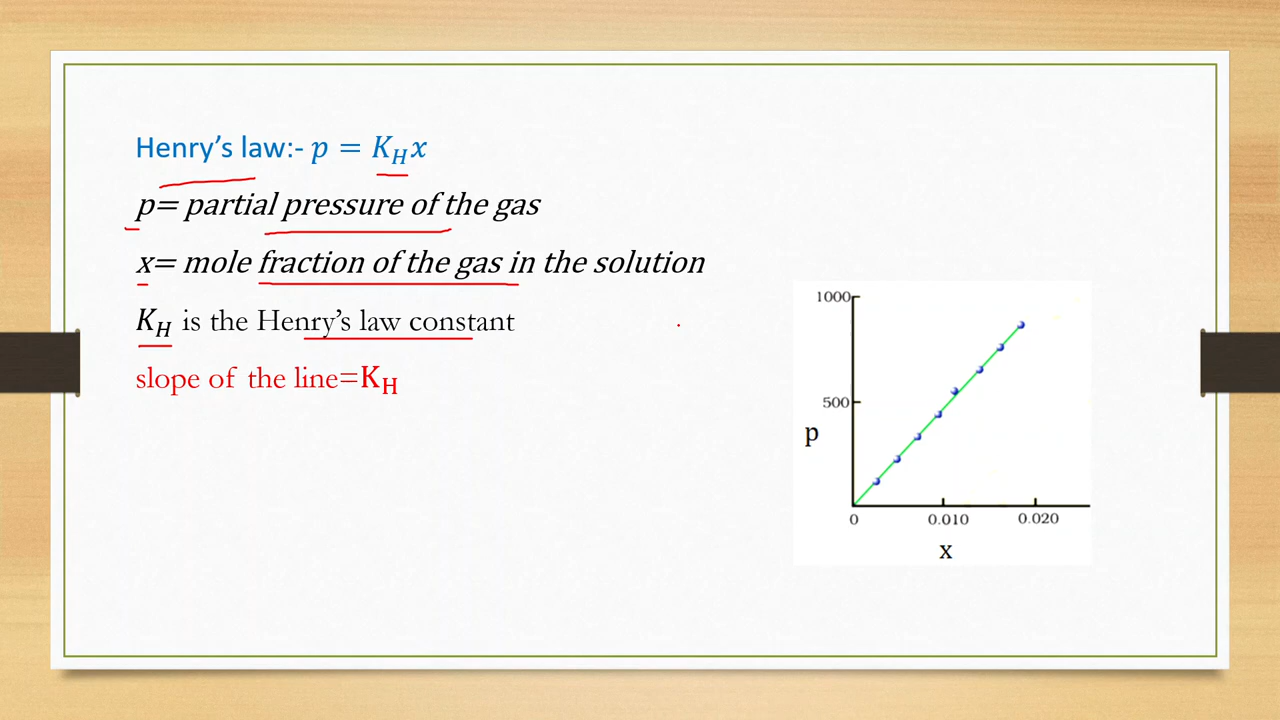 Henry's law:- p = K_H x
p= partial pressure of the gas
x= mole fraction of the gas in the solution
K_H is the Henry's law constant
slope of the line=K_H
1000
500
p
0 0.010 0.020
x